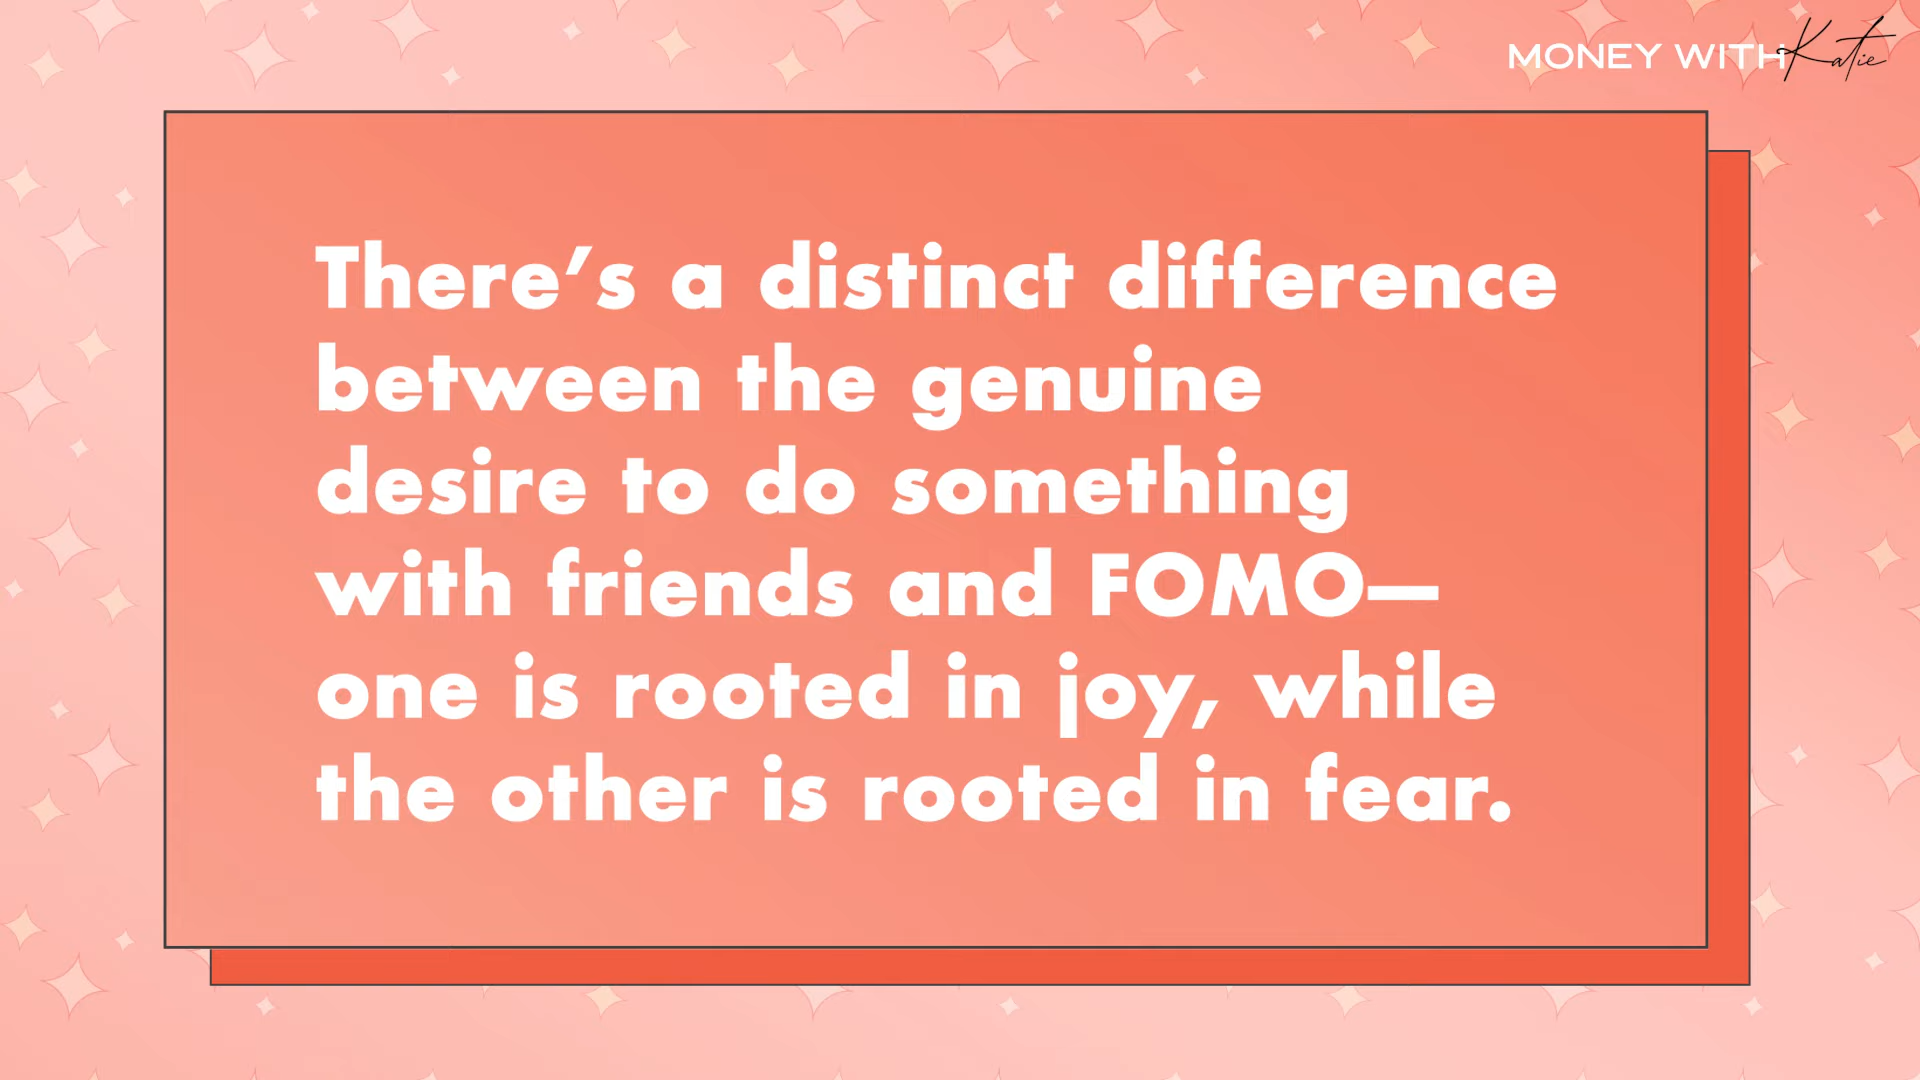 MONEY WITH Katie
There’s a distinct difference
between the genuine
desire to do something
with friends and FOMO—
one is rooted in joy, while
the other is rooted in fear.